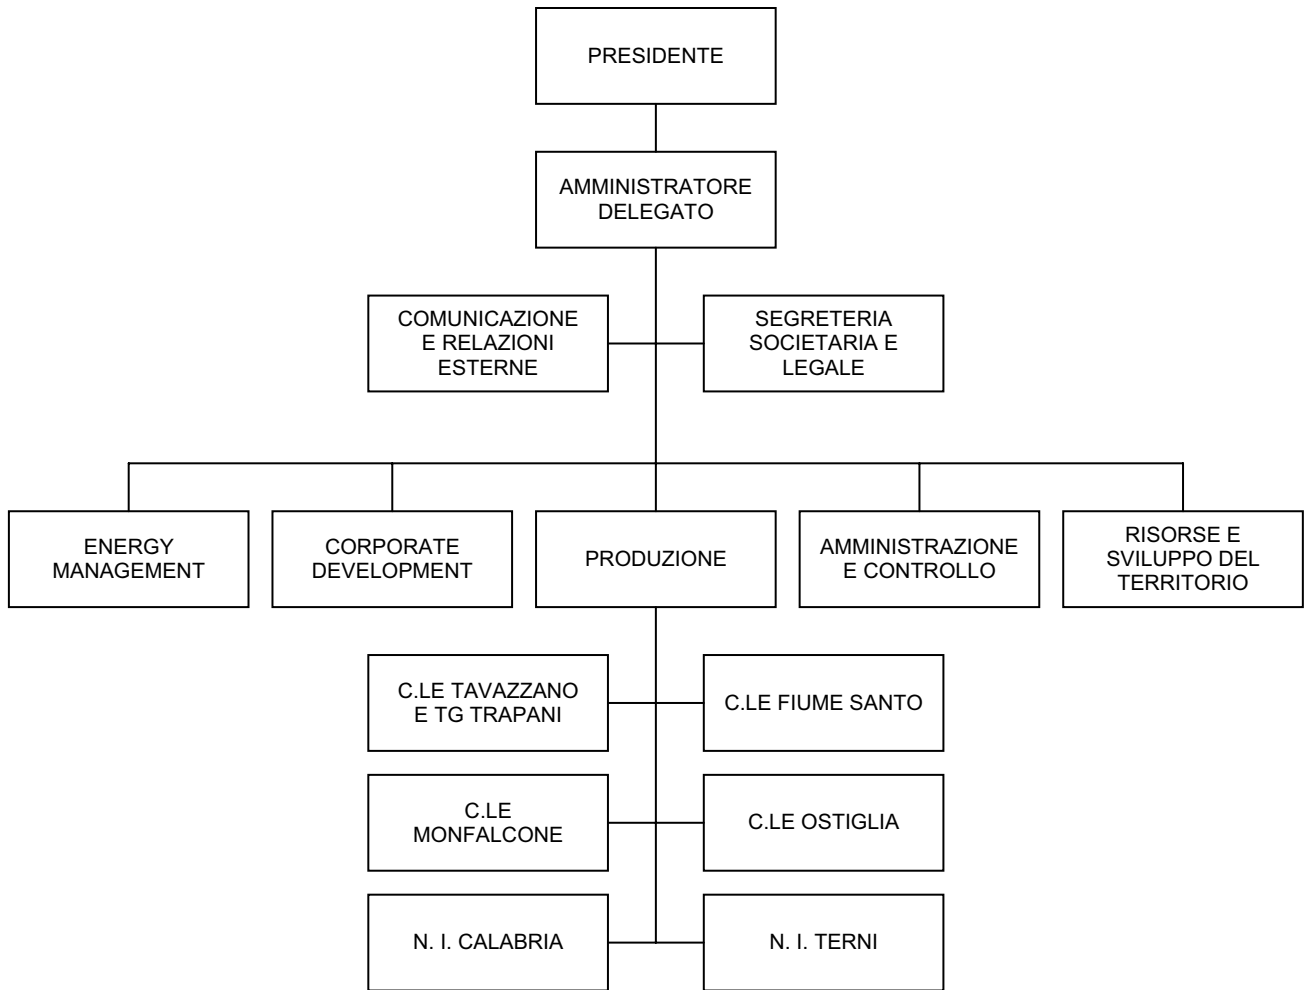 PRESIDENTE
AMMINISTRATORE
DELEGATO
COMUNICAZIONE
E RELAZIONI
ESTERNE
SEGRETERIA
SOCIETARIA E
LEGALE
ENERGY
MANAGEMENT
CORPORATE
DEVELOPMENT
PRODUZIONE
AMMINISTRAZIONE
E CONTROLLO
RISORSE E
SVILUPPO DEL
TERRITORIO
C.LE TAVAZZANO
E TG TRAPANI
C.LE FIUME SANTO
C.LE
MONFALCONE
C.LE OSTIGLIA
N. I. CALABRIA
N. I. TERNI